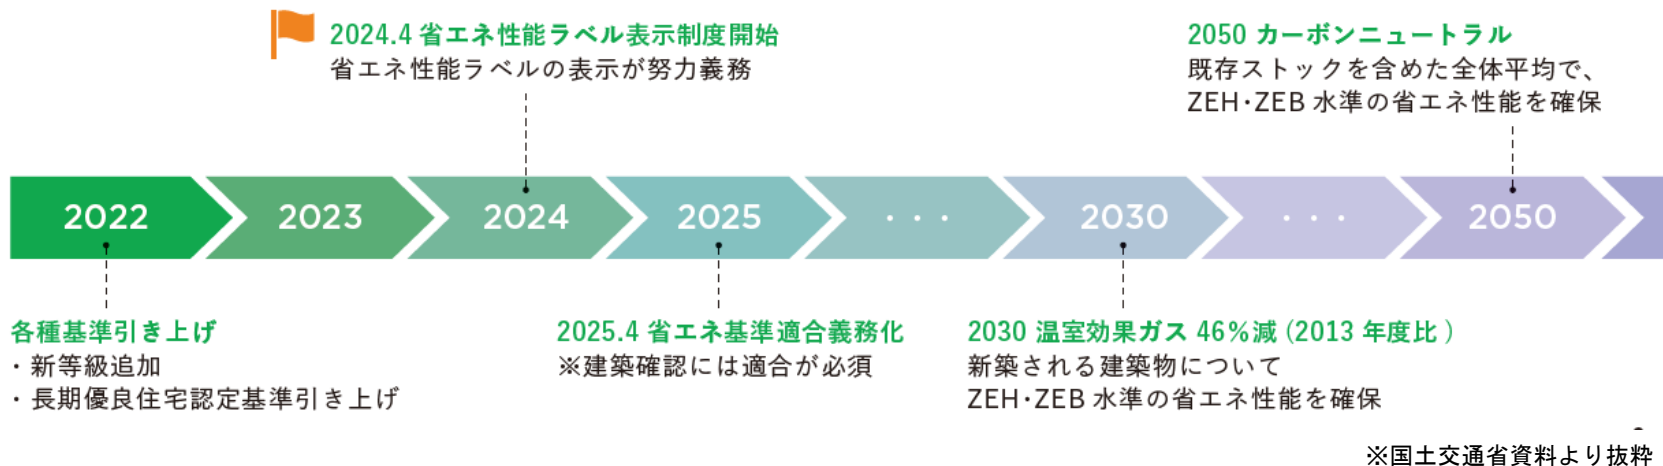 2024.4 省エネ性能ラベル表示制度開始
省エネ性能ラベルの表示が努力義務
2050 カーボンニュートラル
既存ストックを含めた全体平均で、
ZEH・ZEB 水準の省エネ性能を確保
2022
2023
2024
2025
・・・
2030
・・・
2050
各種基準引き上げ
・新等級追加
・長期優良住宅認定基準引き上げ
2025.4 省エネ基準適合義務化
※建築確認には適合が必須
2030 温室効果ガス 46%減 (2013 年度比 )
新築される建築物について
ZEH・ZEB 水準の省エネ性能を確保
※国土交通省資料より抜粋